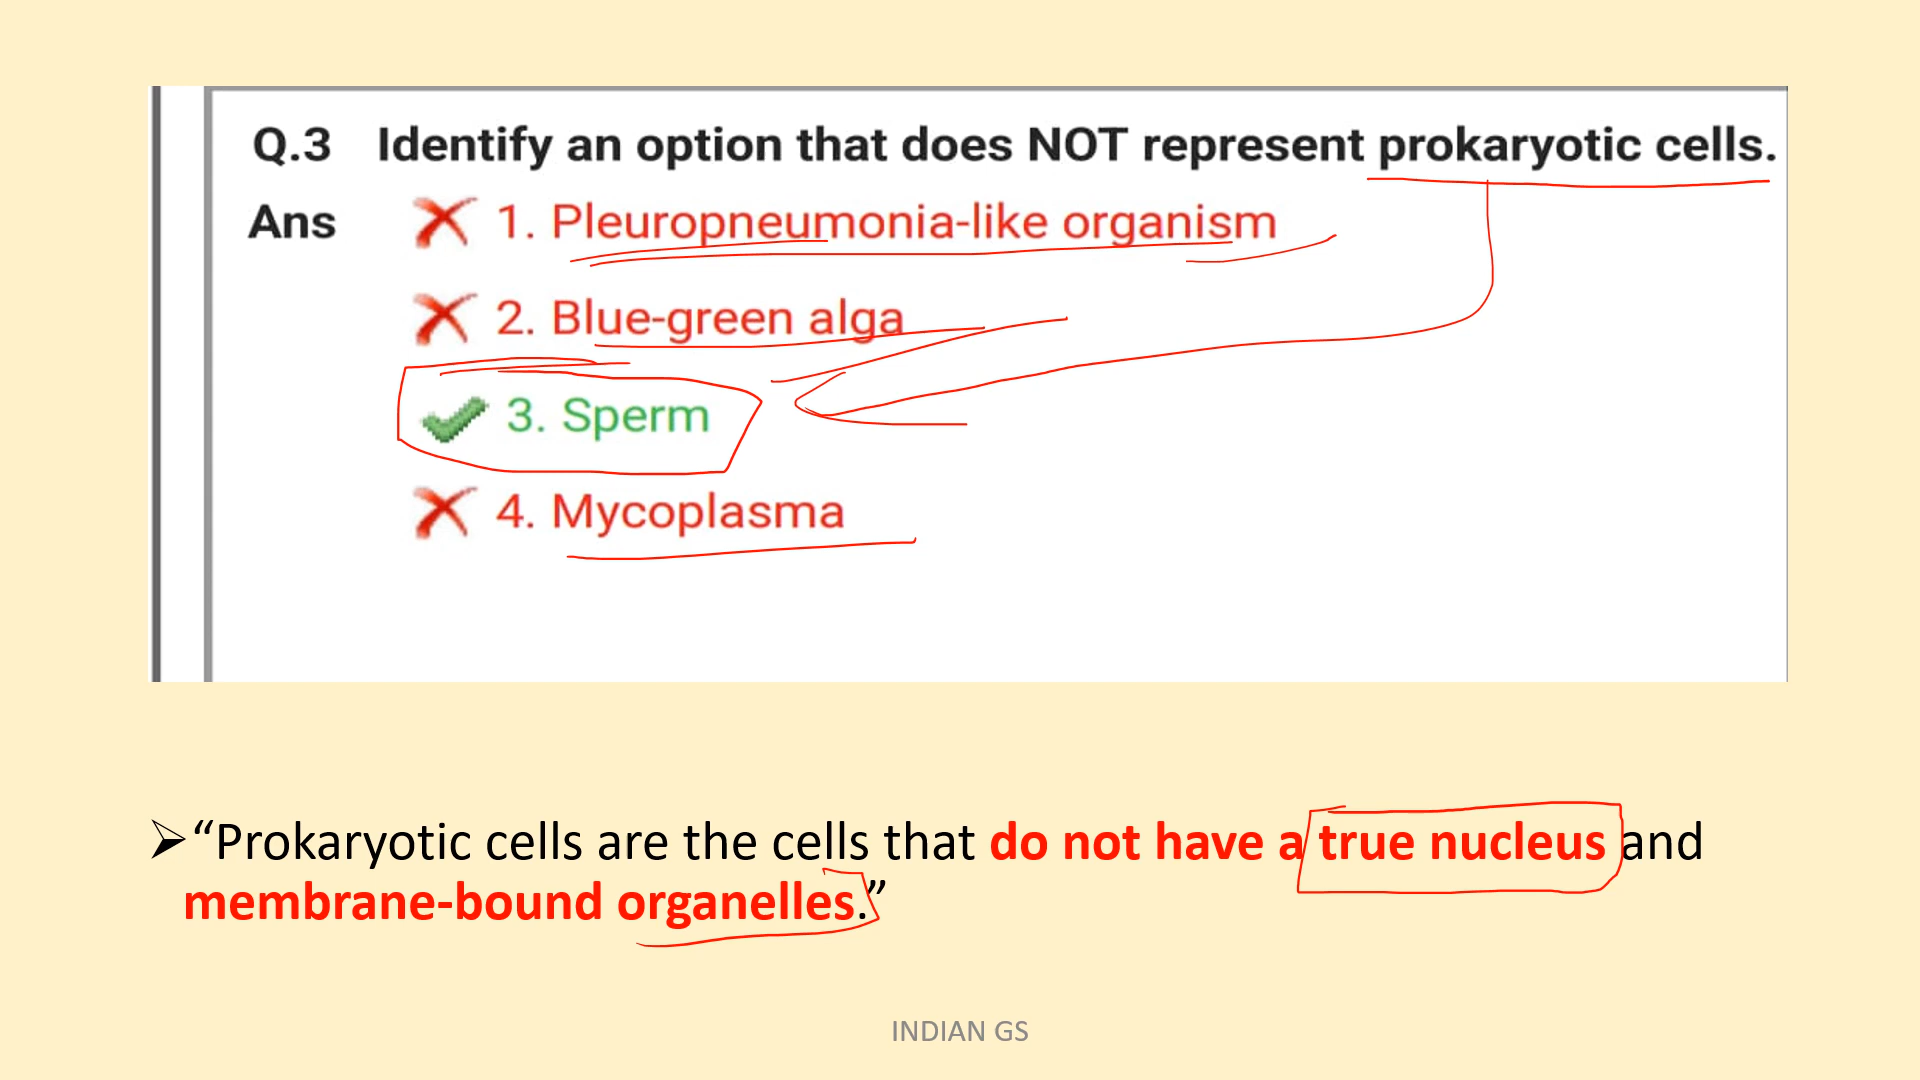 Q.3 Identify an option that does NOT represent prokaryotic cells.
Ans 1. Pleuropneumonia-like organism
2. Blue-green alga
3. Sperm
4. Mycoplasma
“Prokaryotic cells are the cells that do not have a true nucleus and
membrane-bound organelles.”
INDIAN GS